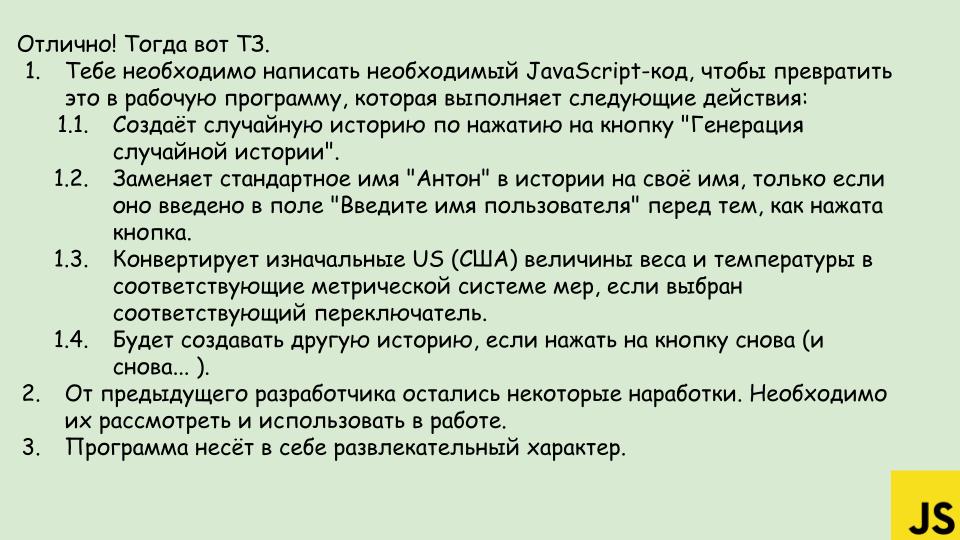 Отлично! Тогда вот ТЗ.
1. Тебе необходимо написать необходимый JavaScript-код, чтобы превратить
это в рабочую программу, которая выполняет следующие действия:
1.1. Создаёт случайную историю по нажатию на кнопку "Генерация
случайной истории".
1.2. Заменяет стандартное имя "Антон" в истории на своё имя, только если
оно введено в поле "Введите имя пользователя" перед тем, как нажата
кнопка.
1.3. Конвертирует изначальные US (США) величины веса и температуры в
соответствующие метрической системе мер, если выбран
соответствующий переключатель.
1.4. Будет создавать другую историю, если нажать на кнопку снова (и
снова... ).
2. От предыдущего разработчика остались некоторые наработки. Необходимо
их рассмотреть и использовать в работе.
3. Программа несёт в себе развлекательный характер.
JS